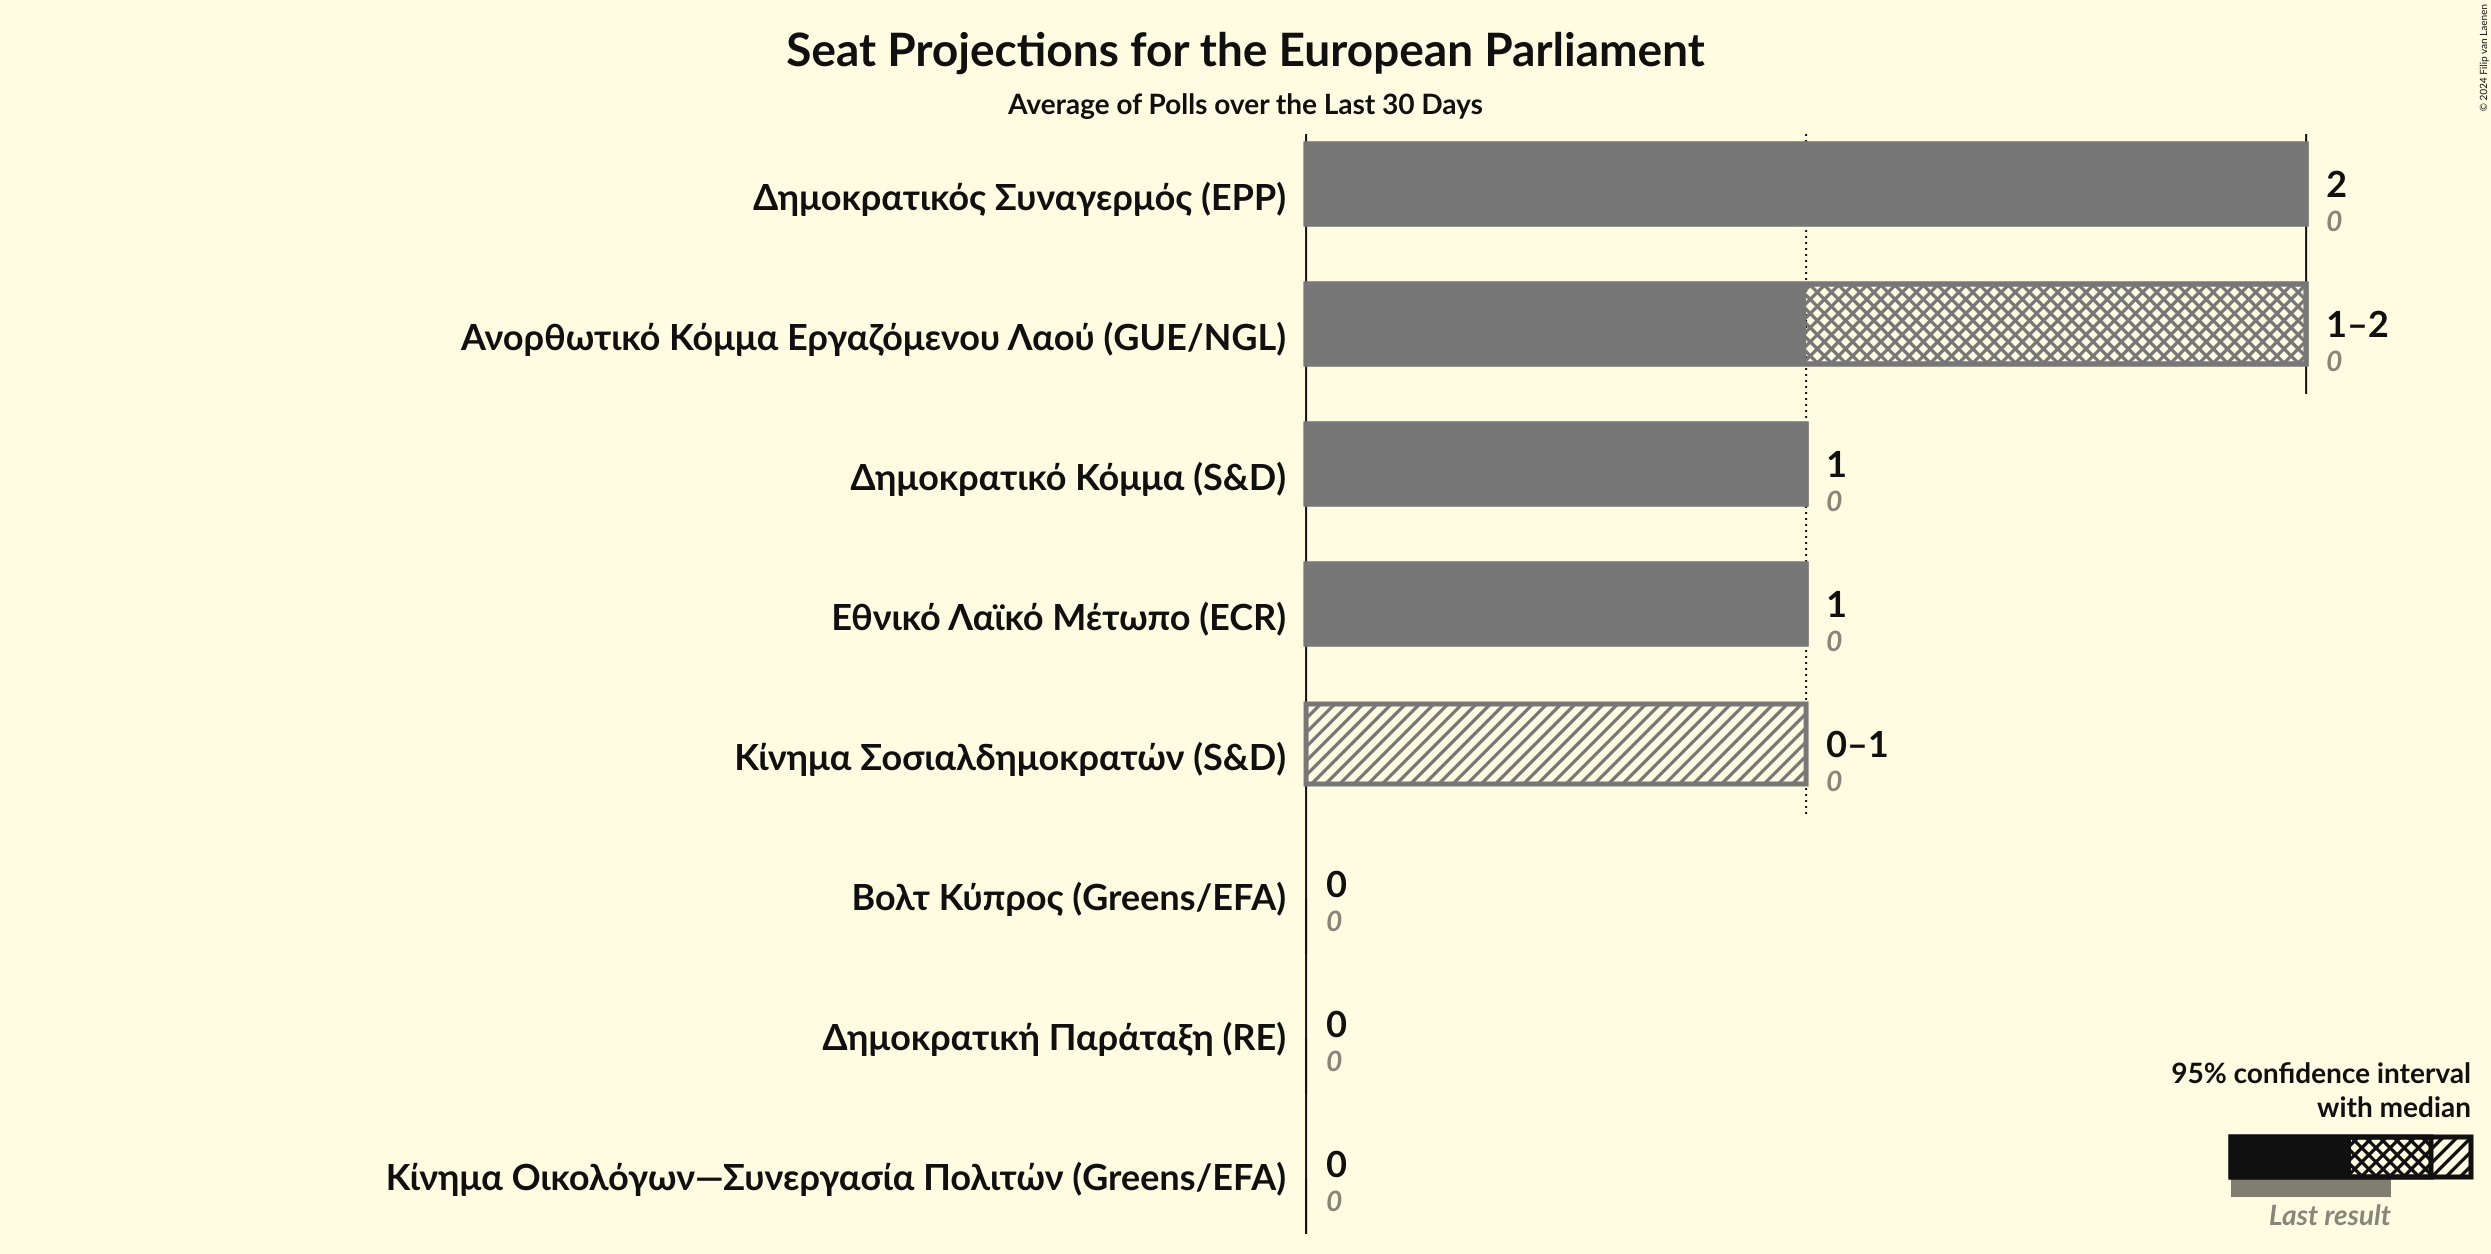 Seat Projections for the European Parliament
Average of Polls over the Last 30 Days
© 2024 Filip van Laenen
Δημοκρατικός Συναγερμός (EPP)
2
0
Ανορθωτικό Κόμμα Εργαζόμενου Λαού (GUE/NGL)
1–2
0
Δημοκρατικό Κόμμα (S&D)
1
0
Εθνικό Λαϊκό Μέτωπο (ECR)
1
0
Κίνημα Σοσιαλδημοκρατών (S&D)
0–1
0
Βολτ Κύπρος (Greens/EFA)
0
0
Δημοκρατική Παράταξη (RE)
0
0
Κίνημα Οικολόγων—Συνεργασία Πολιτών (Greens/EFA)
0
0
95% confidence interval
with median
Last result